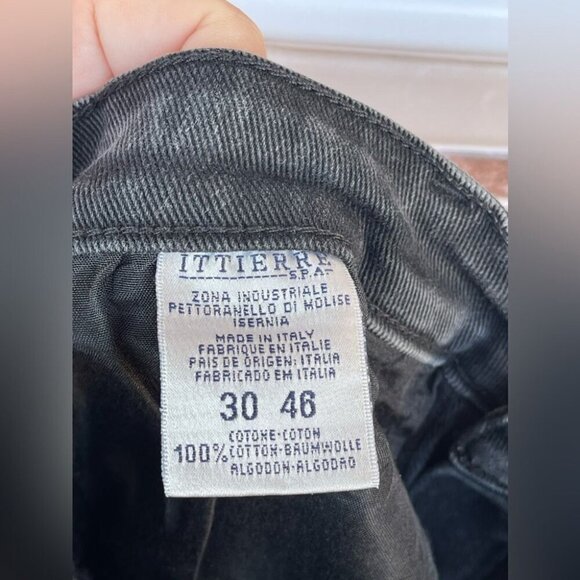 ITTIERRE
S.P.A.
ZONA INDUSTRIALE
PETTORANELLO DI MOLISE
ISERNIA
MADE IN ITALY
FABRIQUE EN ITALIE
PAIS DE ORIGEN: ITALIA
FABRICADO EM ITALIA
30 46
COTONE-COTON
100% COTTON-BAUMWOLLE
ALGODON-ALGODAO